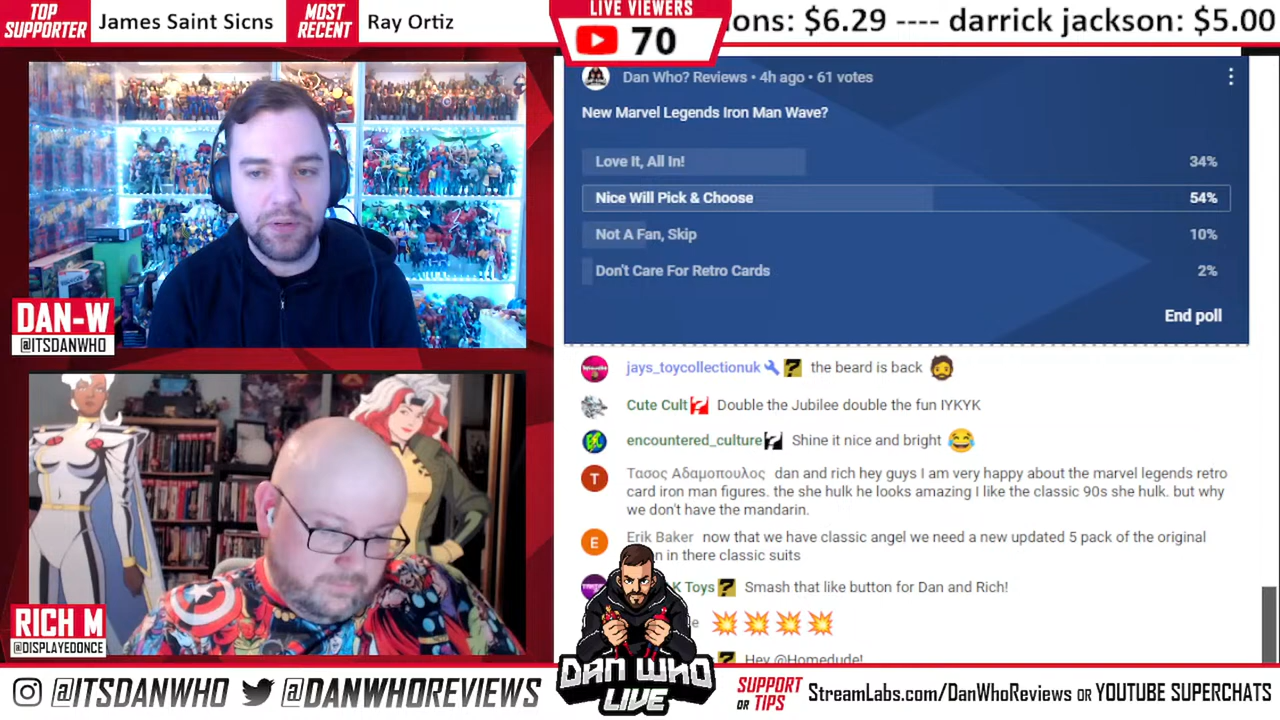 TOP SUPPORTER
James Saint Sicns
MOST RECENT
Ray Ortiz
LIVE VIEWERS
70
ons: $6.29 ---- darrick jackson: $5.00
Dan Who? Reviews • 4h ago • 61 votes
New Marvel Legends Iron Man Wave?
Love It, All In! 34%
Nice Will Pick & Choose 54%
Not A Fan, Skip 10%
Don't Care For Retro Cards 2%
End poll
DAN-W
@ITSDANWHO
RICH M
@DISPLAYEDONCE
jays_toycollectionuk the beard is back
Cute Cult Double the Jubilee double the fun IYKYK
encountered_culture Shine it nice and bright
Τασος Αδαμοπουλος dan and rich hey guys I am very happy about the marvel legends retro
card iron man figures. the she hulk he looks amazing I like the classic 90s she hulk. but why
we don't have the mandarin.
Erik Baker now that we have classic angel we need a new updated 5 pack of the original
n in there classic suits
K Toys Smash that like button for Dan and Rich!
e
Hey @Homedude!
DAN WHO
LIVE
@ITSDANWHO
@DANWHOREVIEWS
SUPPORT OR TIPS
StreamLabs.com/DanWhoReviews OR YOUTUBE SUPERCHATS